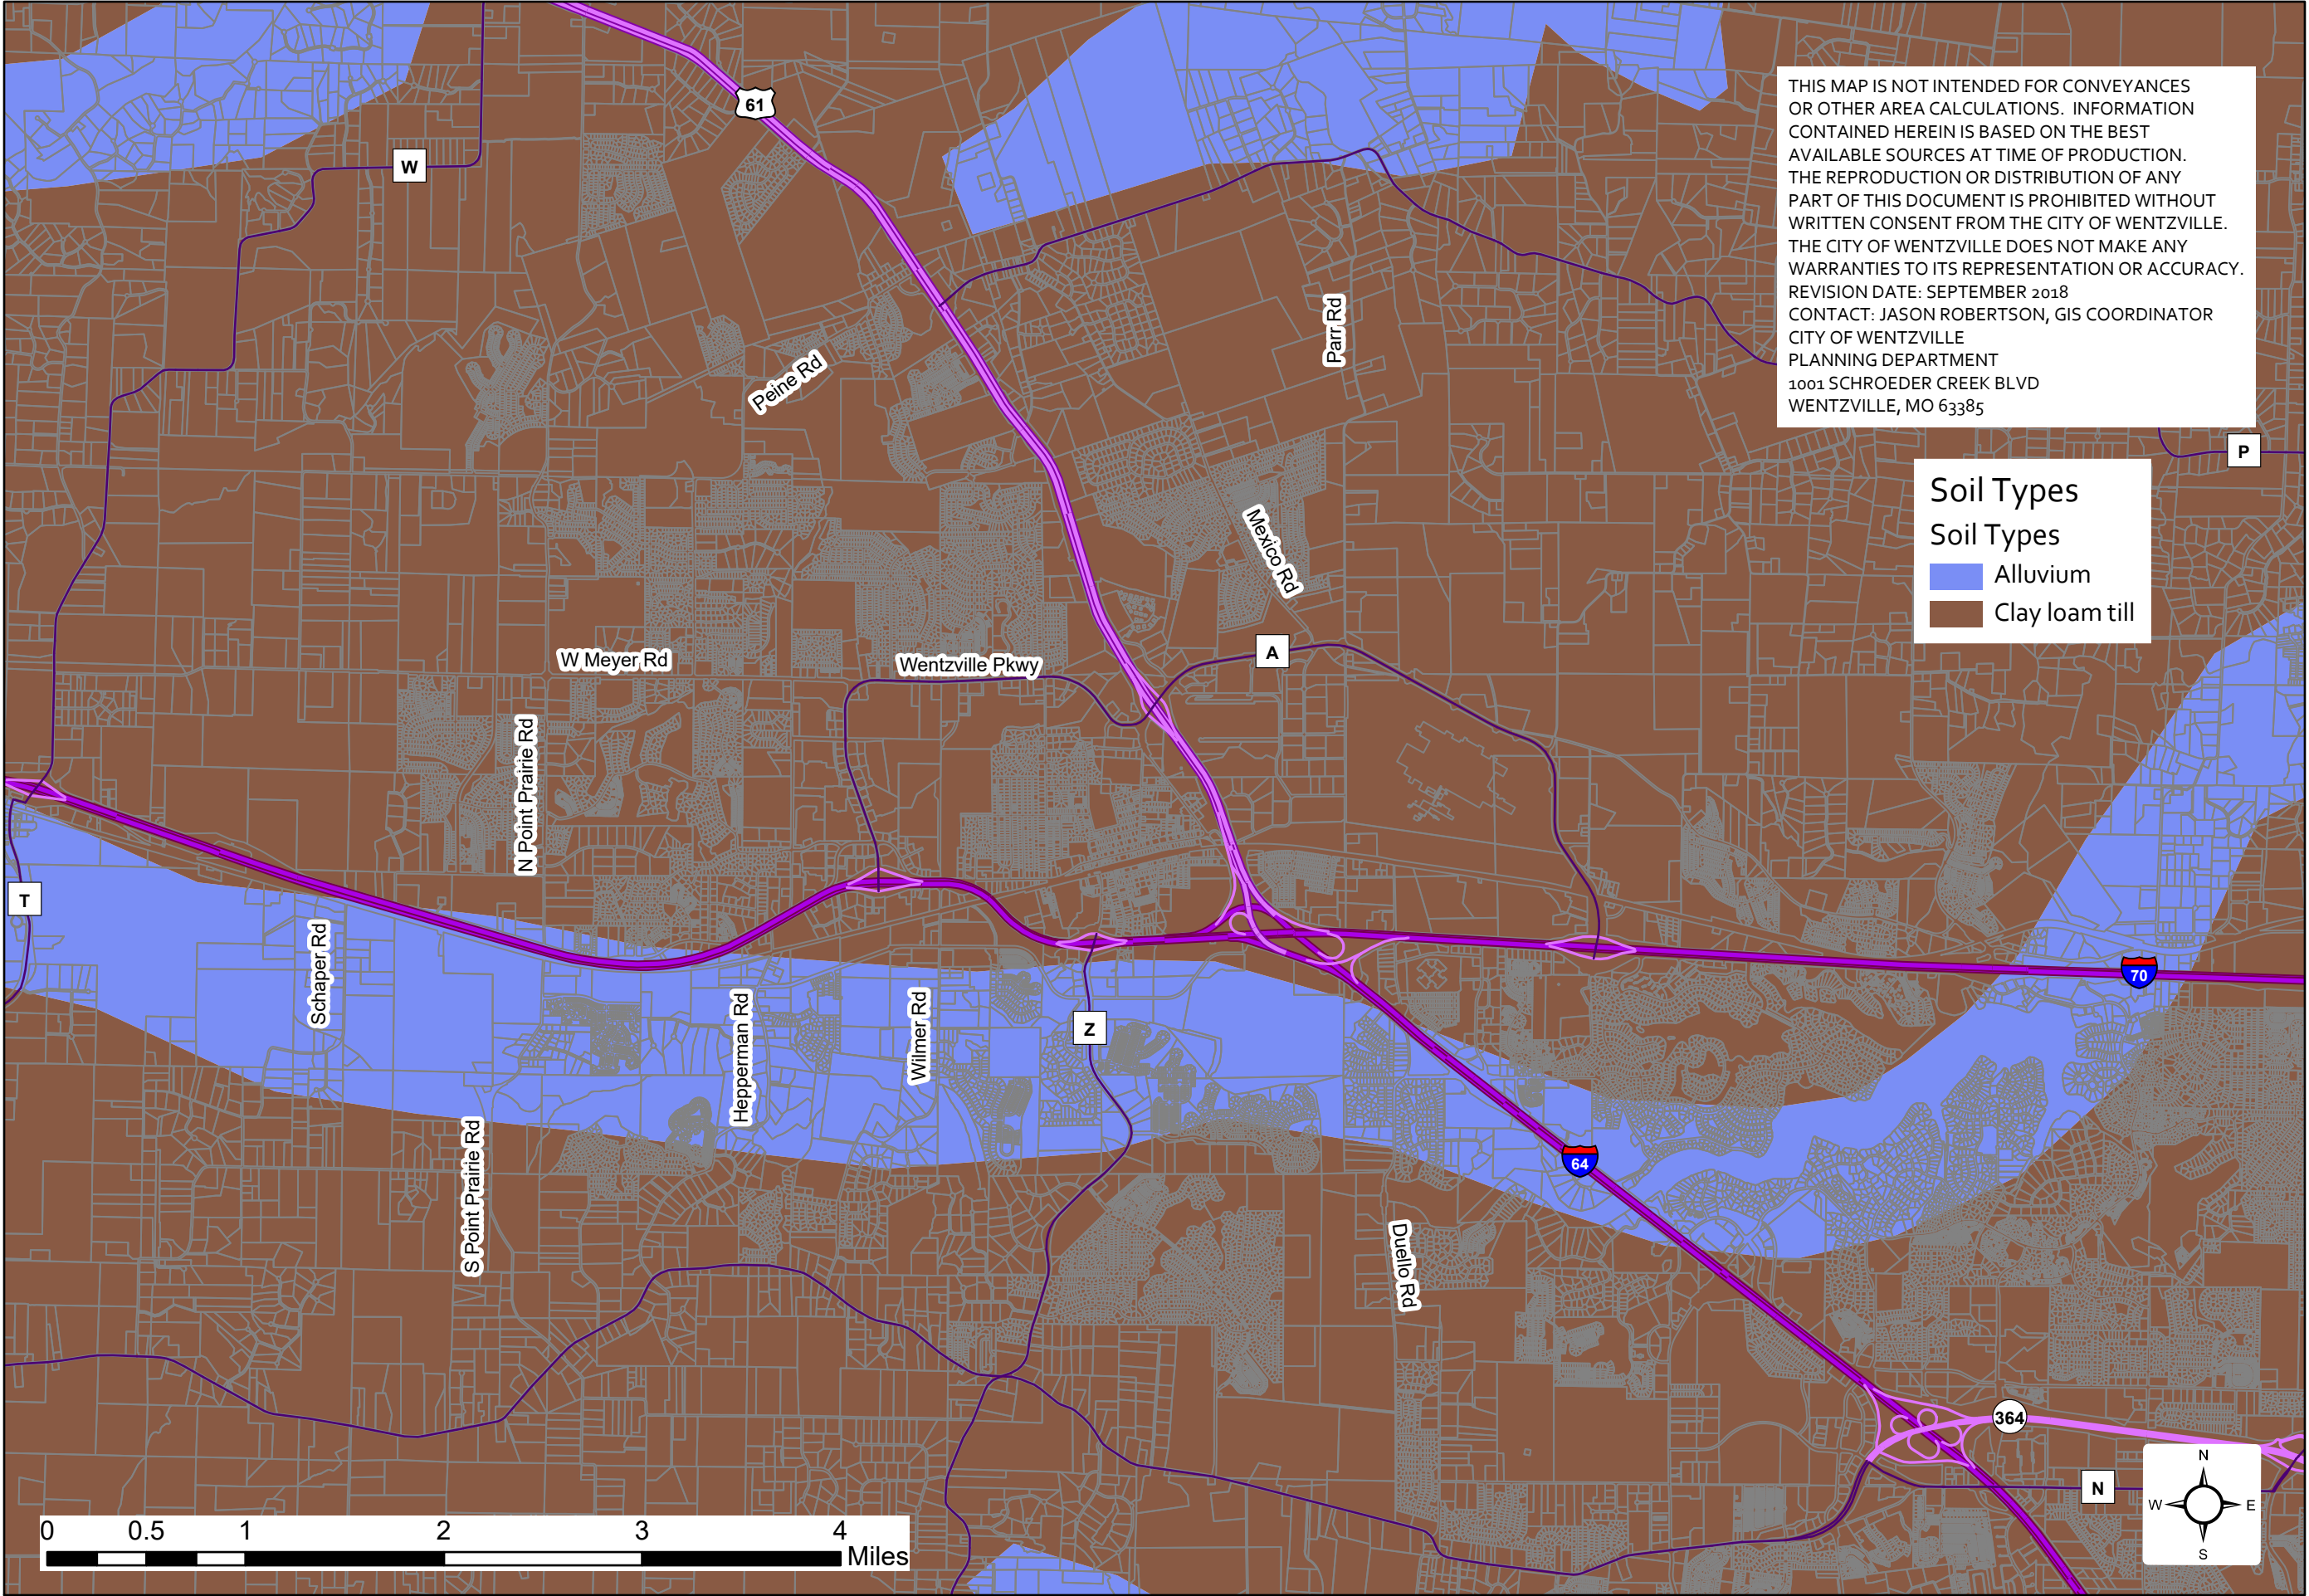 61
W
THIS MAP IS NOT INTENDED FOR CONVEYANCES
OR OTHER AREA CALCULATIONS. INFORMATION
CONTAINED HEREIN IS BASED ON THE BEST
AVAILABLE SOURCES AT TIME OF PRODUCTION.
THE REPRODUCTION OR DISTRIBUTION OF ANY
PART OF THIS DOCUMENT IS PROHIBITED WITHOUT
WRITTEN CONSENT FROM THE CITY OF WENTZVILLE.
THE CITY OF WENTZVILLE DOES NOT MAKE ANY
WARRANTIES TO ITS REPRESENTATION OR ACCURACY.
REVISION DATE: SEPTEMBER 2018
CONTACT: JASON ROBERTSON, GIS COORDINATOR
CITY OF WENTZVILLE
PLANNING DEPARTMENT
1001 SCHROEDER CREEK BLVD
WENTZVILLE, MO 63385
Parr Rd
Peine Rd
P
Soil Types
Soil Types
Alluvium
Clay loam till
Mexico Rd
W Meyer Rd
Wentzville Pkwy
A
N Point Prairie Rd
T
Schaper Rd
70
Hepperman Rd
Wilmer Rd
Z
S Point Prairie Rd
64
Duello Rd
364
N
N
W
E
S
0 0.5 1 2 3 4
Miles